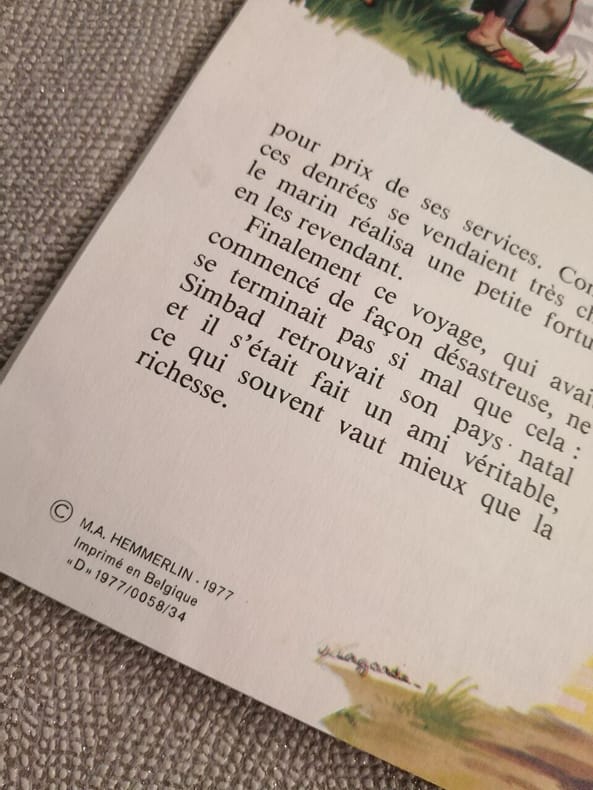 pour prix de ses services. Com
ces denrées se vendaient très ch
le marin réalisa une petite fortu
en les revendant.
Finalement ce voyage, qui avai
commencé de façon désastreuse, ne
se terminait pas si mal que cela :
Simbad retrouvait son pays natal
et il s'était fait un ami véritable,
ce qui souvent vaut mieux que la
richesse.
© M.A. HEMMERLIN - 1977
Imprimé en Belgique
«D» 1977/0058/34
Lagarde